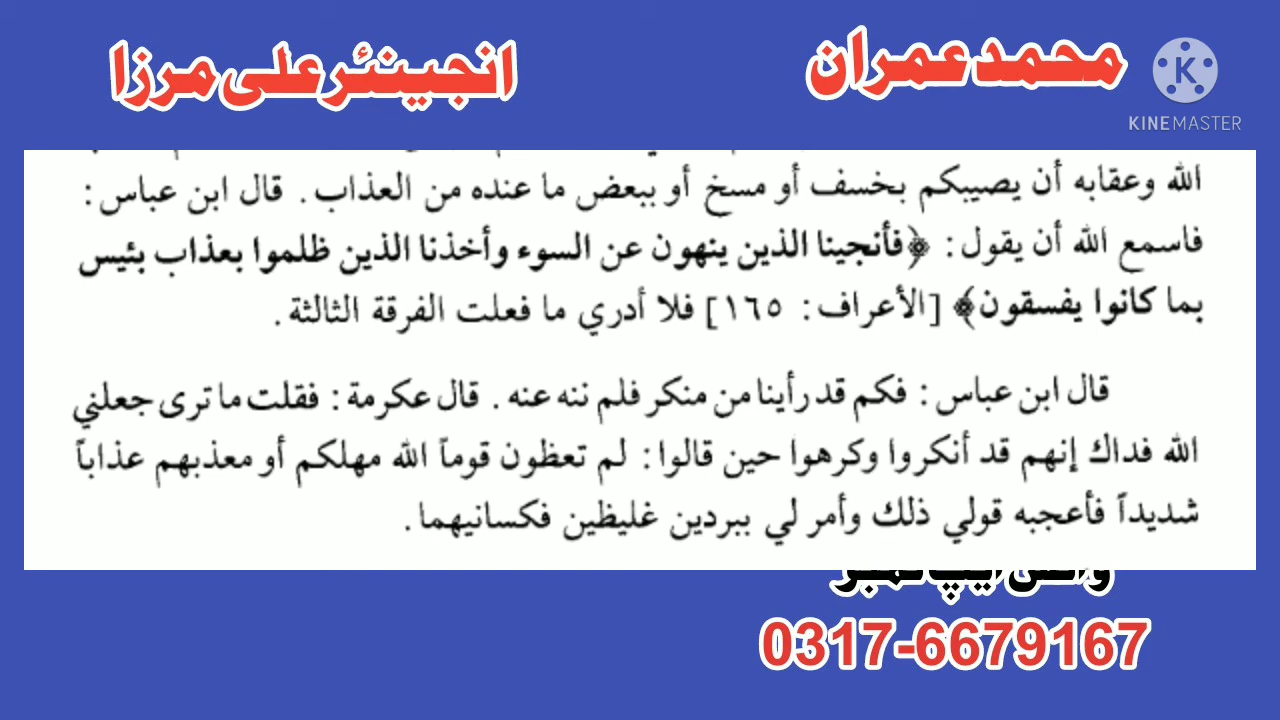 محمد عمران
انجینئر علی مرزا
KINEMASTER
الله وعقابه أن يصيبكم بخسف أو مسخ أو ببعض ما عنده من العذاب . قال ابن عباس :
فاسمع الله أن يقول : ﴿فأنجينا الذين ينهون عن السوء وأخذنا الذين ظلموا بعذاب بئيس
بما كانوا يفسقون﴾ [الأعراف : ١٦٥] فلا أدري ما فعلت الفرقة الثالثة .
قال ابن عباس : فكم قد رأينا من منكر فلم ننه عنه . قال عكرمة : فقلت ما ترى جعلني
الله فداك إنهم قد أنكروا وكرهوا حين قالوا : لم تعظون قوماً الله مهلكهم أو معذبهم عذاباً
شديداً فأعجبه قولي ذلك وأمر لي ببردين غليظين فكسانيهما .
0317-6679167